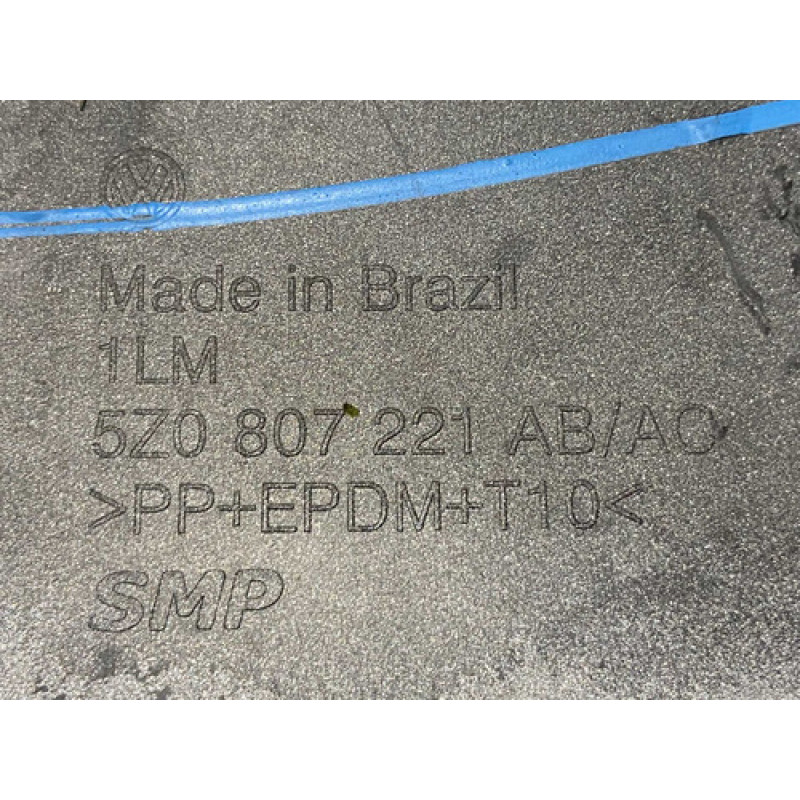 Made in Brazil
1LM
5Z0 807 221 AB/AC
>PP+EPDM+T10<
SMP